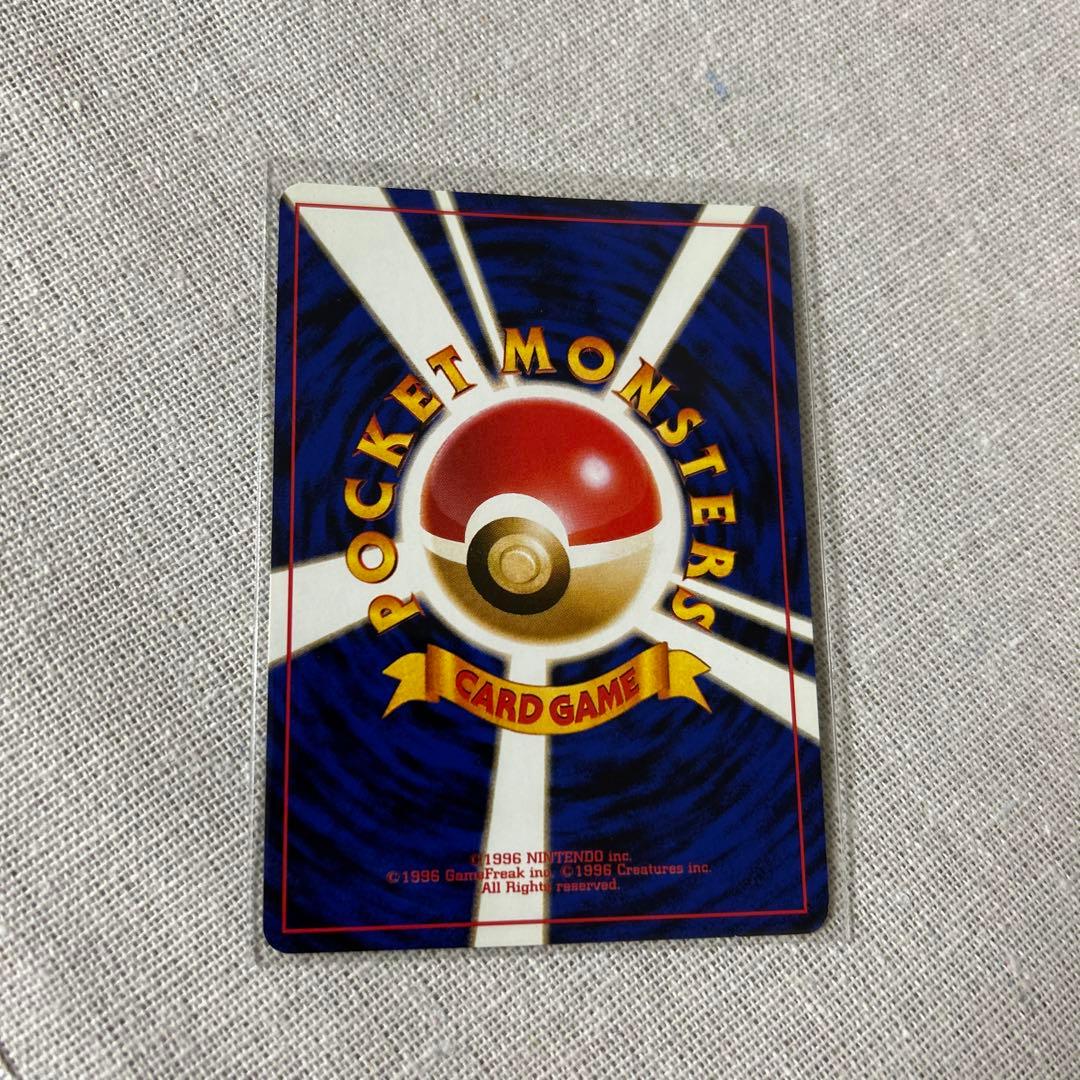 POCKET MONSTERS
CARD GAME
©1996 NINTENDO inc.
©1996 GameFreak inc. ©1996 Creatures inc.
All Rights reserved.